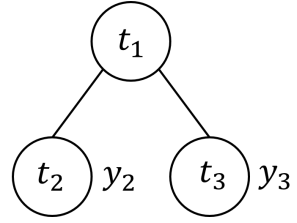 t₁
t₂ y₂ t₃ y₃